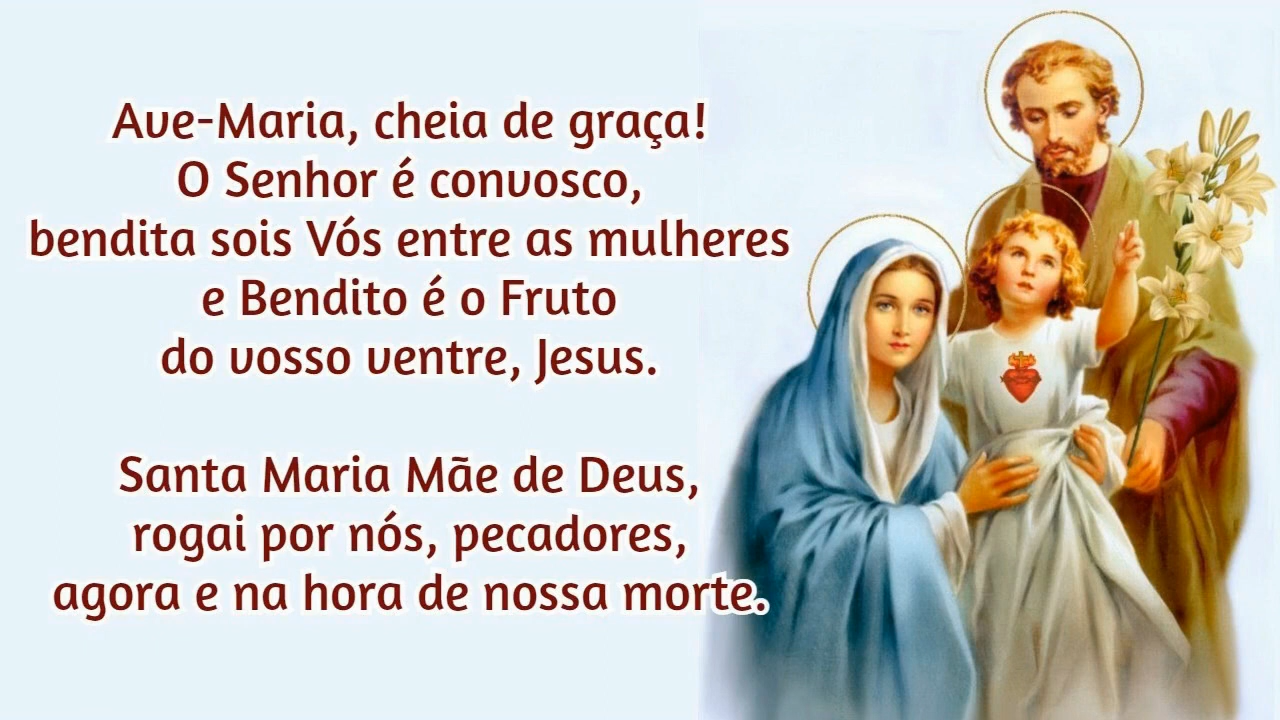 Ave-Maria, cheia de graça!
O Senhor é convosco,
bendita sois Vós entre as mulheres
e Bendito é o Fruto
do vosso ventre, Jesus.
Santa Maria Mãe de Deus,
rogai por nós, pecadores,
agora e na hora de nossa morte.